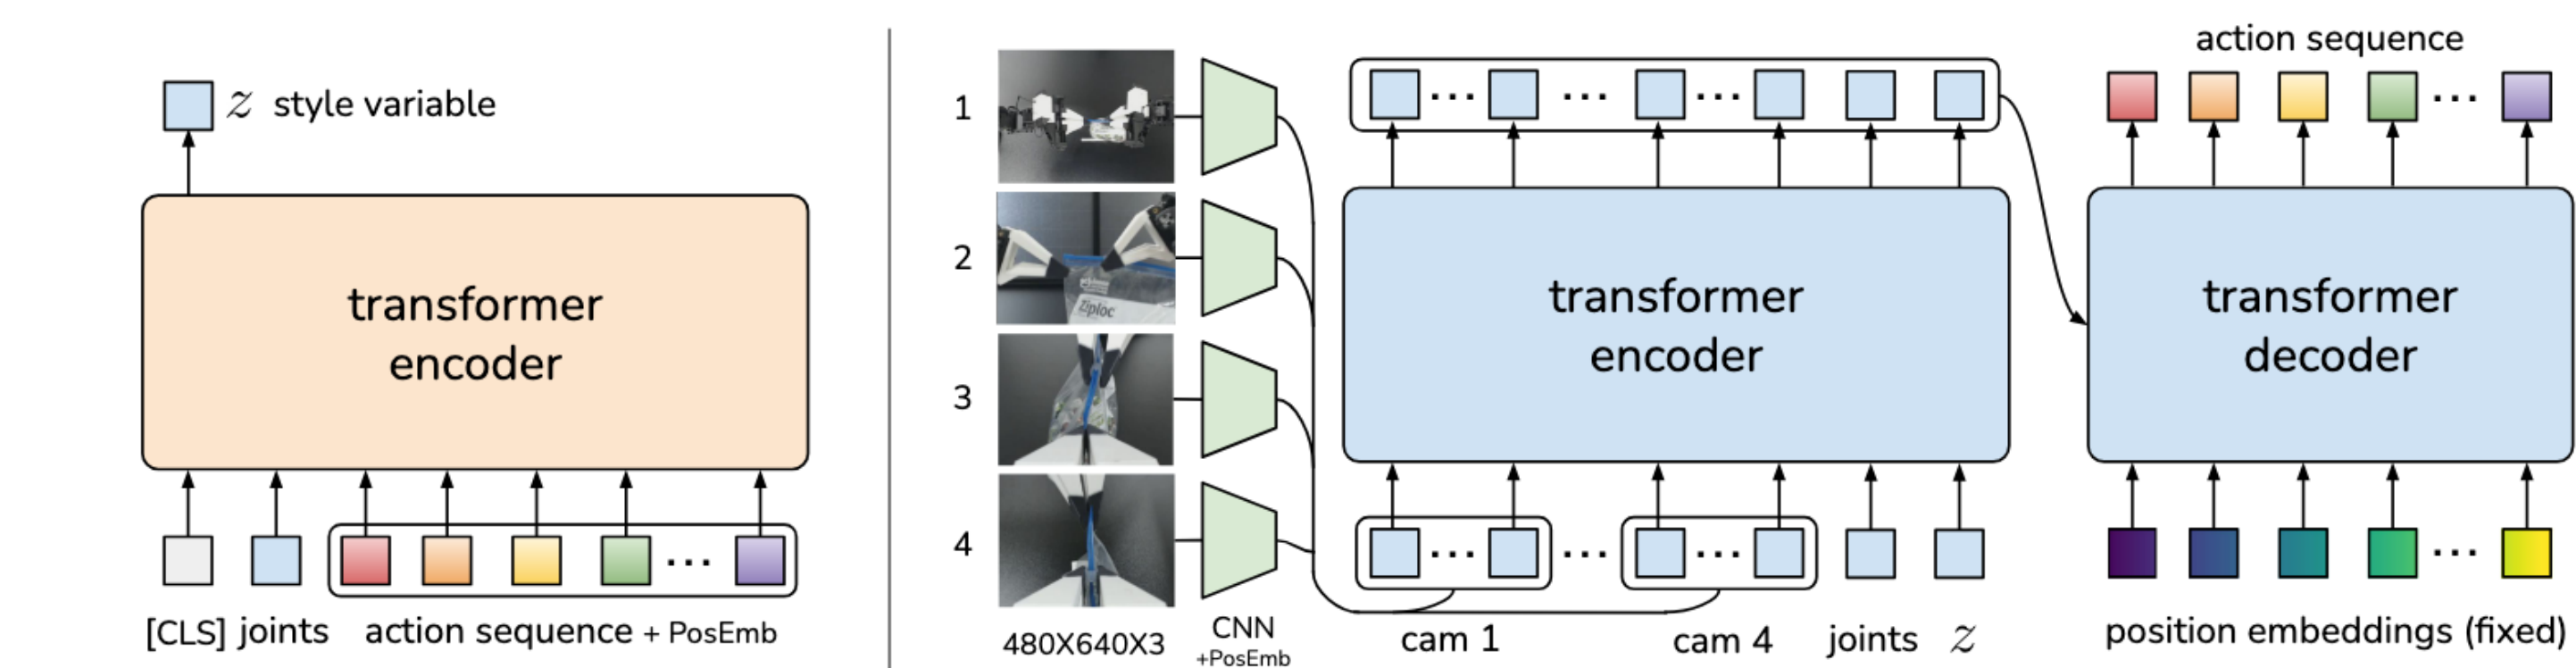 z style variable
transformer
encoder
[CLS] joints action sequence + PosEmb
1
2
3
4
Ziploc
480X640X3
CNN
+PosEmb
transformer
encoder
cam 1 cam 4 joints z
action sequence
transformer
decoder
position embeddings (fixed)